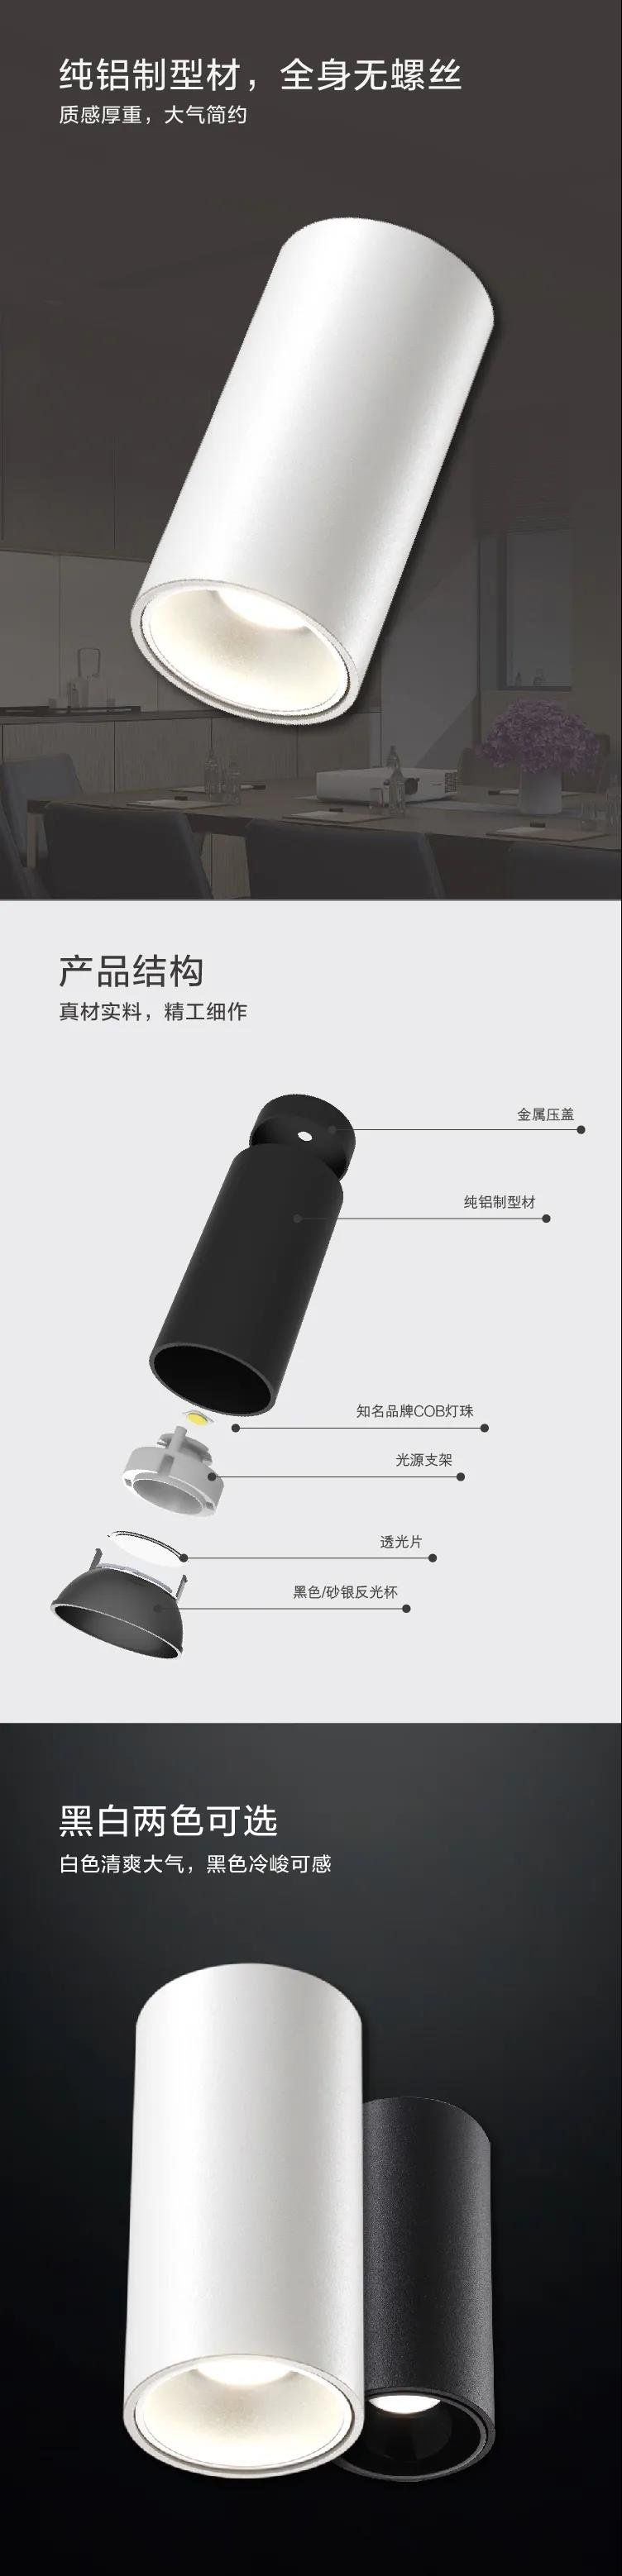 纯铝制型材，全身无螺丝
质感厚重，大气简约
产品结构
真材实料，精工细作
金属压盖
纯铝制型材
知名品牌COB灯珠
光源支架
透光片
黑色/砂银反光杯
黑白两色可选
白色清爽大气，黑色冷峻可感